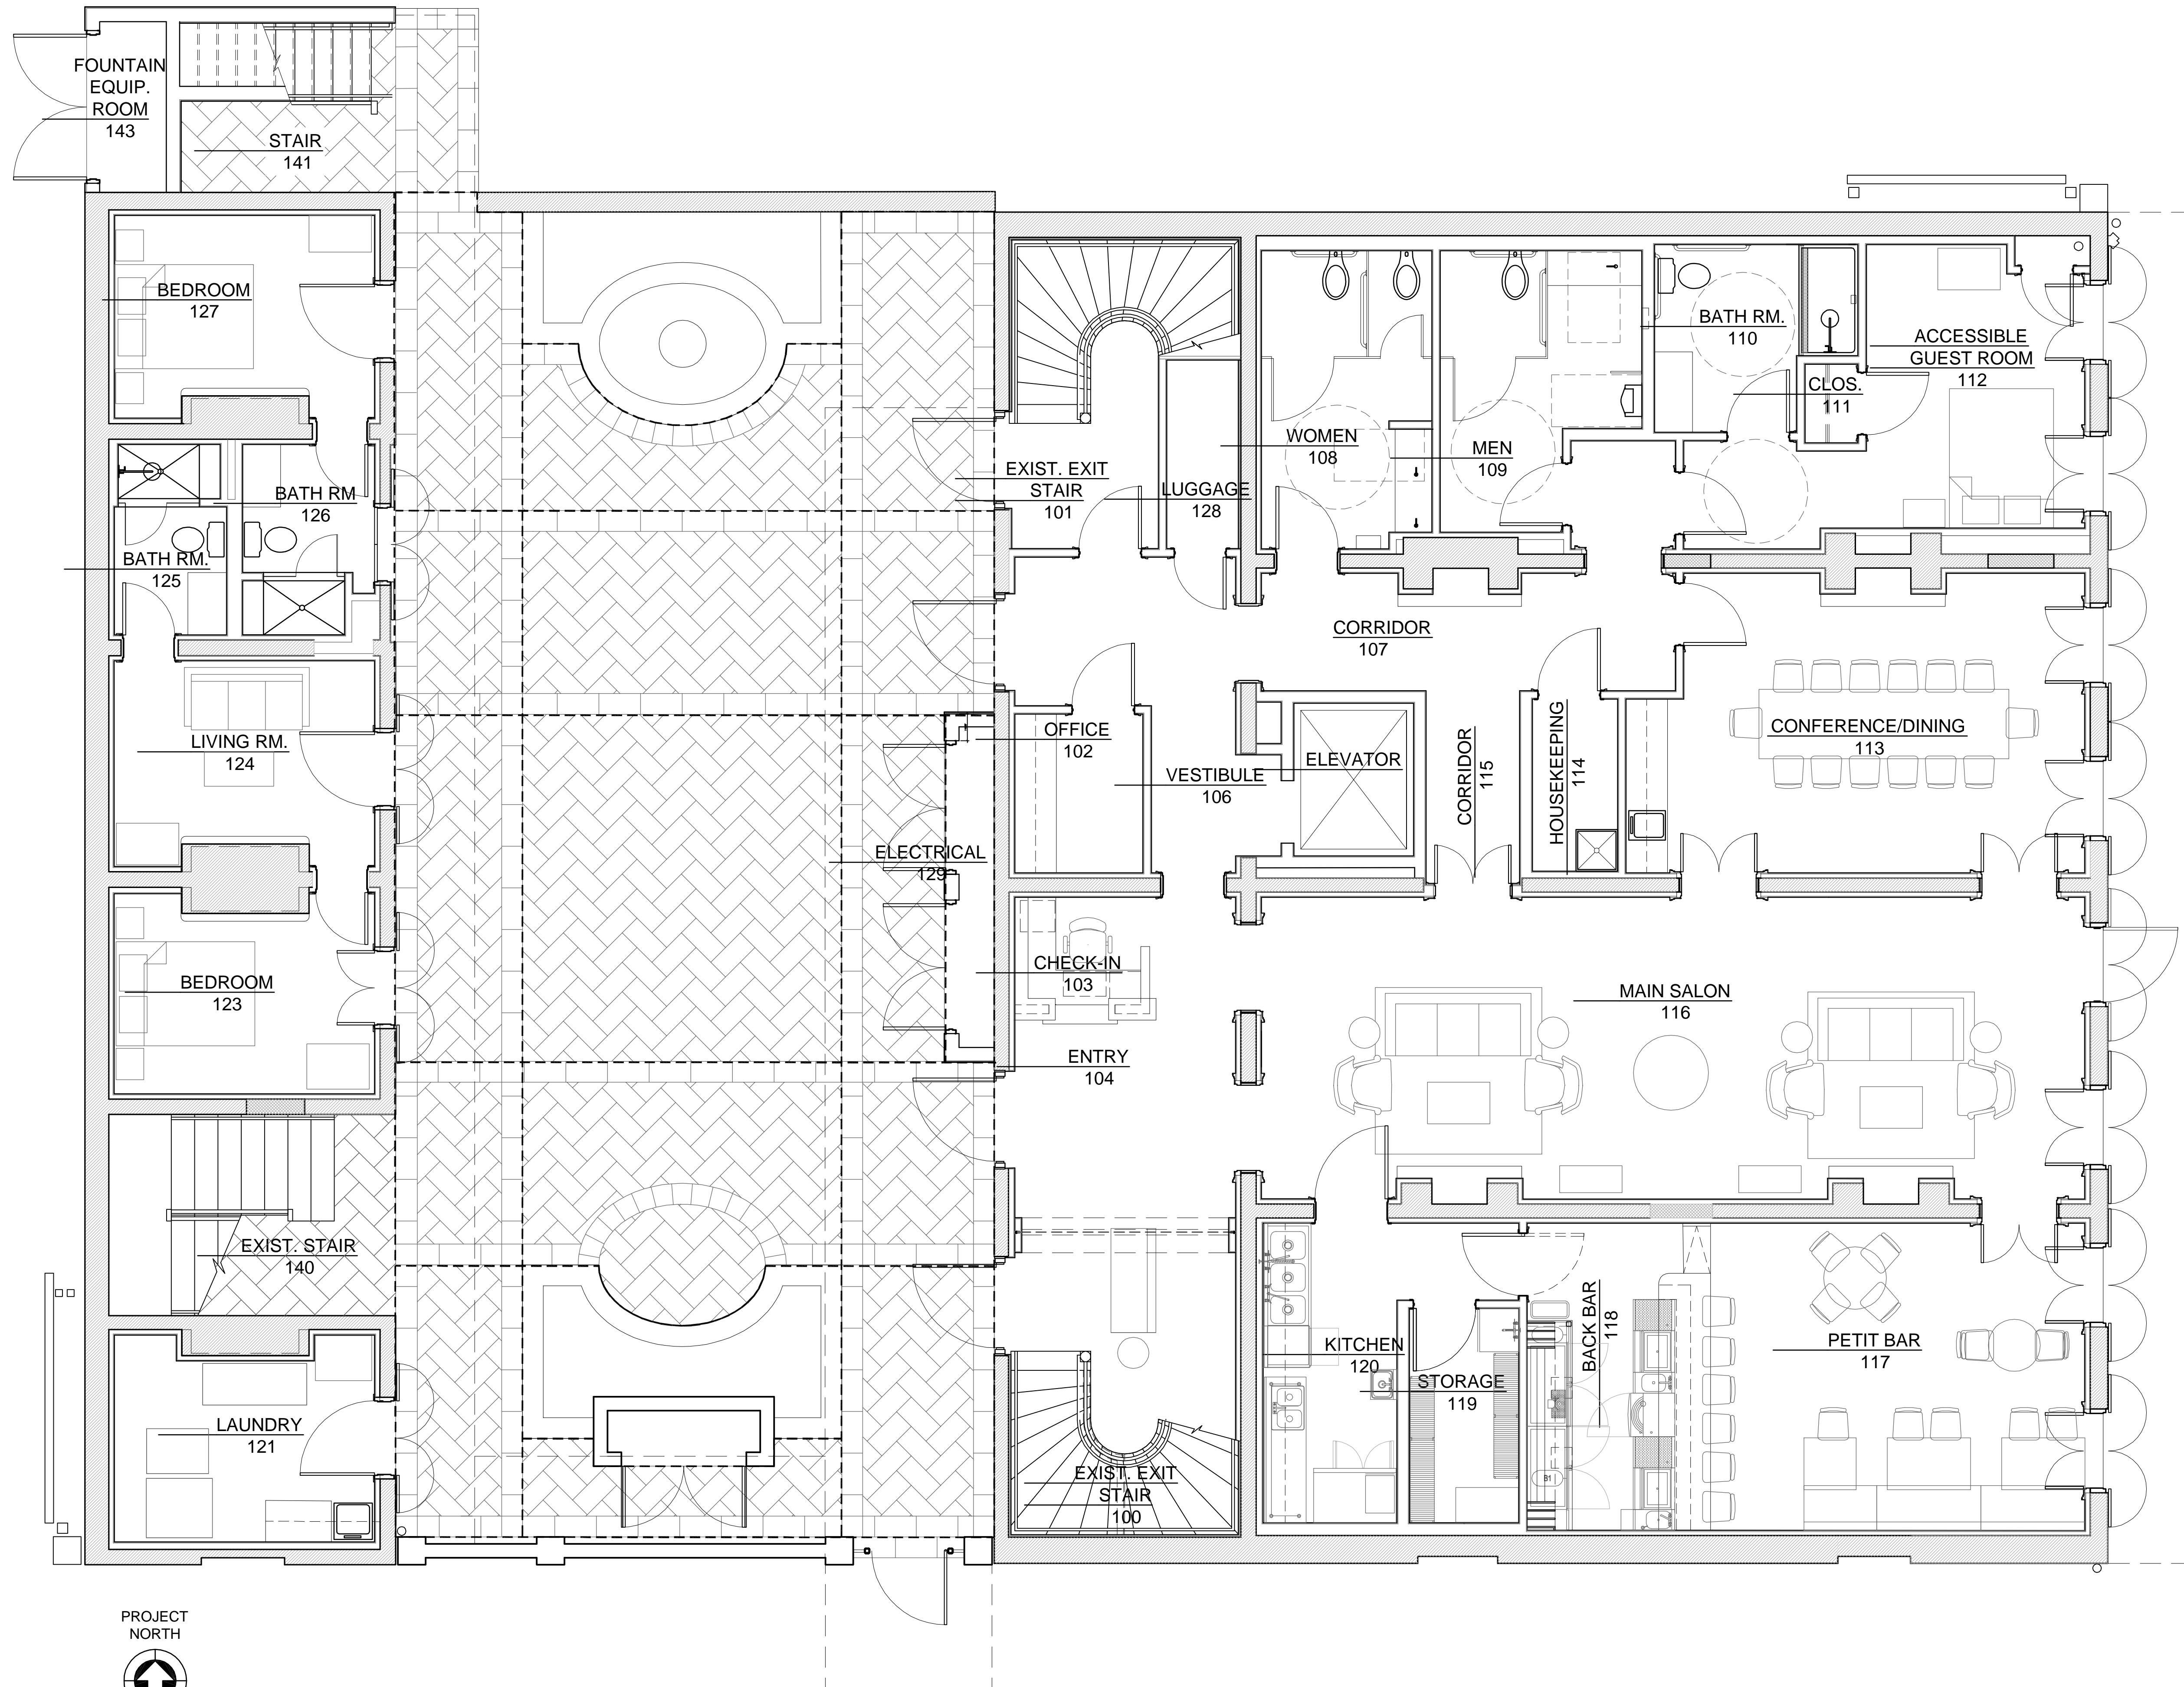 FOUNTAIN
EQUIP.
ROOM
143
STAIR
141
BEDROOM
127
BATH RM
126
BATH RM.
125
LIVING RM.
124
BEDROOM
123
EXIST. STAIR
140
LAUNDRY
121
EXIST. EXIT
STAIR
101
LUGGAGE
128
WOMEN
108
MEN
109
BATH RM.
110
CLOS.
111
ACCESSIBLE
GUEST ROOM
112
CORRIDOR
107
OFFICE
102
VESTIBULE
106
ELEVATOR
CORRIDOR
115
HOUSEKEEPING
114
CONFERENCE/DINING
113
ELECTRICAL
129
CHECK-IN
103
ENTRY
104
MAIN SALON
116
KITCHEN
120
STORAGE
119
BACK BAR
118
B1
PETIT BAR
117
EXIST. EXIT
STAIR
100
PROJECT
NORTH